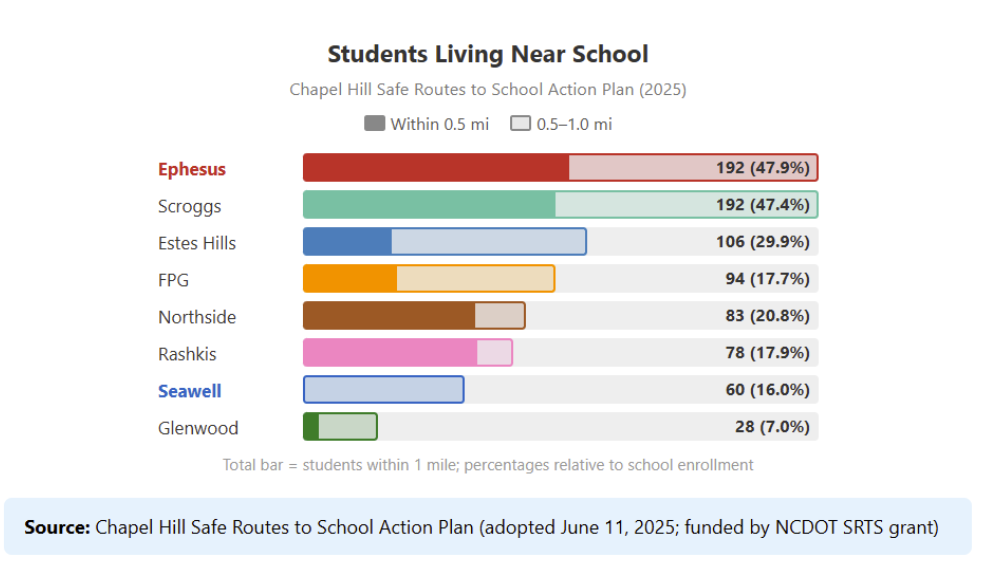 Students Living Near School
Chapel Hill Safe Routes to School Action Plan (2025)
Within 0.5 mi 0.5–1.0 mi
Ephesus 192 (47.9%)
Scroggs 192 (47.4%)
Estes Hills 106 (29.9%)
FPG 94 (17.7%)
Northside 83 (20.8%)
Rashkis 78 (17.9%)
Seawell 60 (16.0%)
Glenwood 28 (7.0%)
Total bar = students within 1 mile; percentages relative to school enrollment
Source: Chapel Hill Safe Routes to School Action Plan (adopted June 11, 2025; funded by NCDOT SRTS grant)